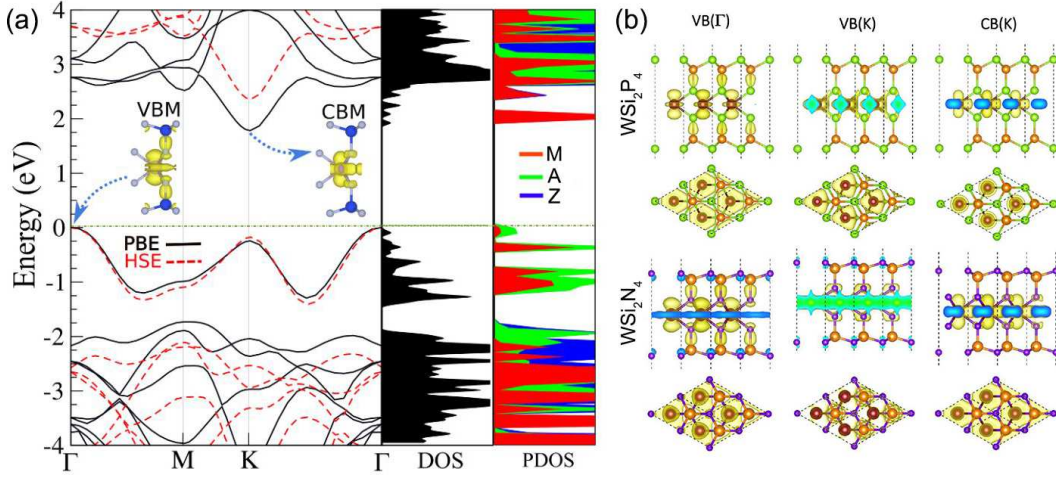 (a)
4
3
2
1
0
-1
-2
-3
-4
Energy (eV)
VBM
CBM
PBE
HSE
M
A
Z
Γ
M
K
Γ
DOS
PDOS
(b)
VB(Γ)
VB(K)
CB(K)
WSi₂P₄
WSi₂N₄